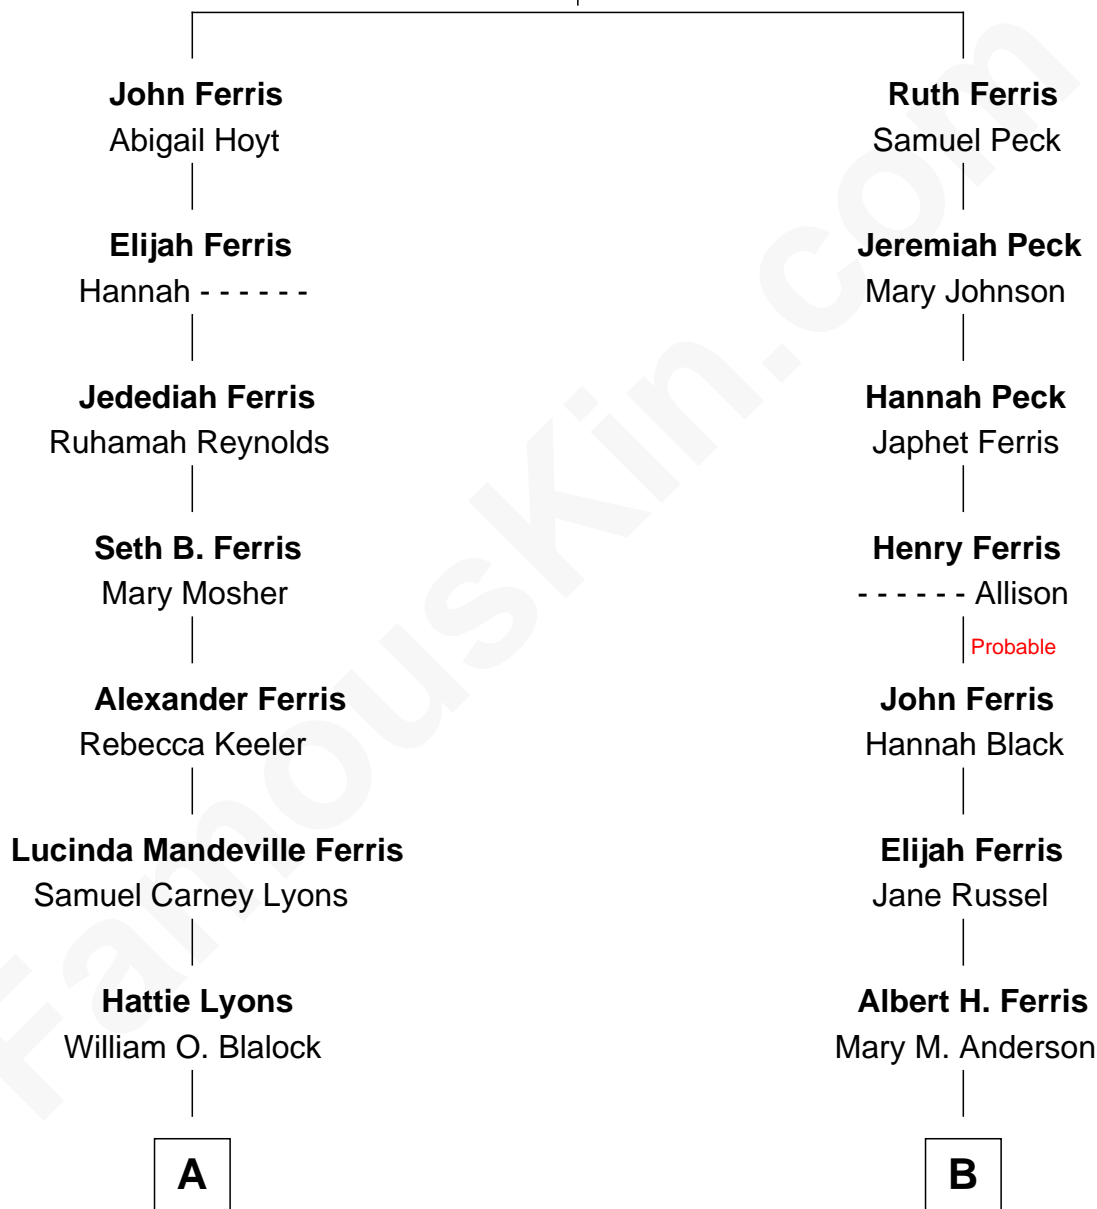 John Ferris
Abigail Hoyt
Ruth Ferris
Samuel Peck
Elijah Ferris
Hannah - - - - - -
Jeremiah Peck
Mary Johnson
Jedediah Ferris
Ruhamah Reynolds
Hannah Peck
Japhet Ferris
Seth B. Ferris
Mary Mosher
Henry Ferris
- - - - - - Allison
Probable
Alexander Ferris
Rebecca Keeler
John Ferris
Hannah Black
Lucinda Mandeville Ferris
Samuel Carney Lyons
Elijah Ferris
Jane Russel
Hattie Lyons
William O. Blalock
Albert H. Ferris
Mary M. Anderson
A
B
FamousKin.com